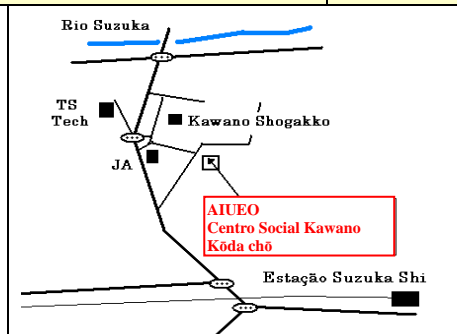 Rio Suzuka
TS
Tech
Kawano Shogakko
JA
AIUEO
Centro Social Kawano
Kōda chō
Estação Suzuka Shi